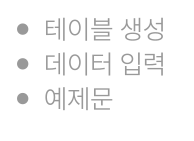 ● 테이블 생성
● 데이터 입력
● 예제문